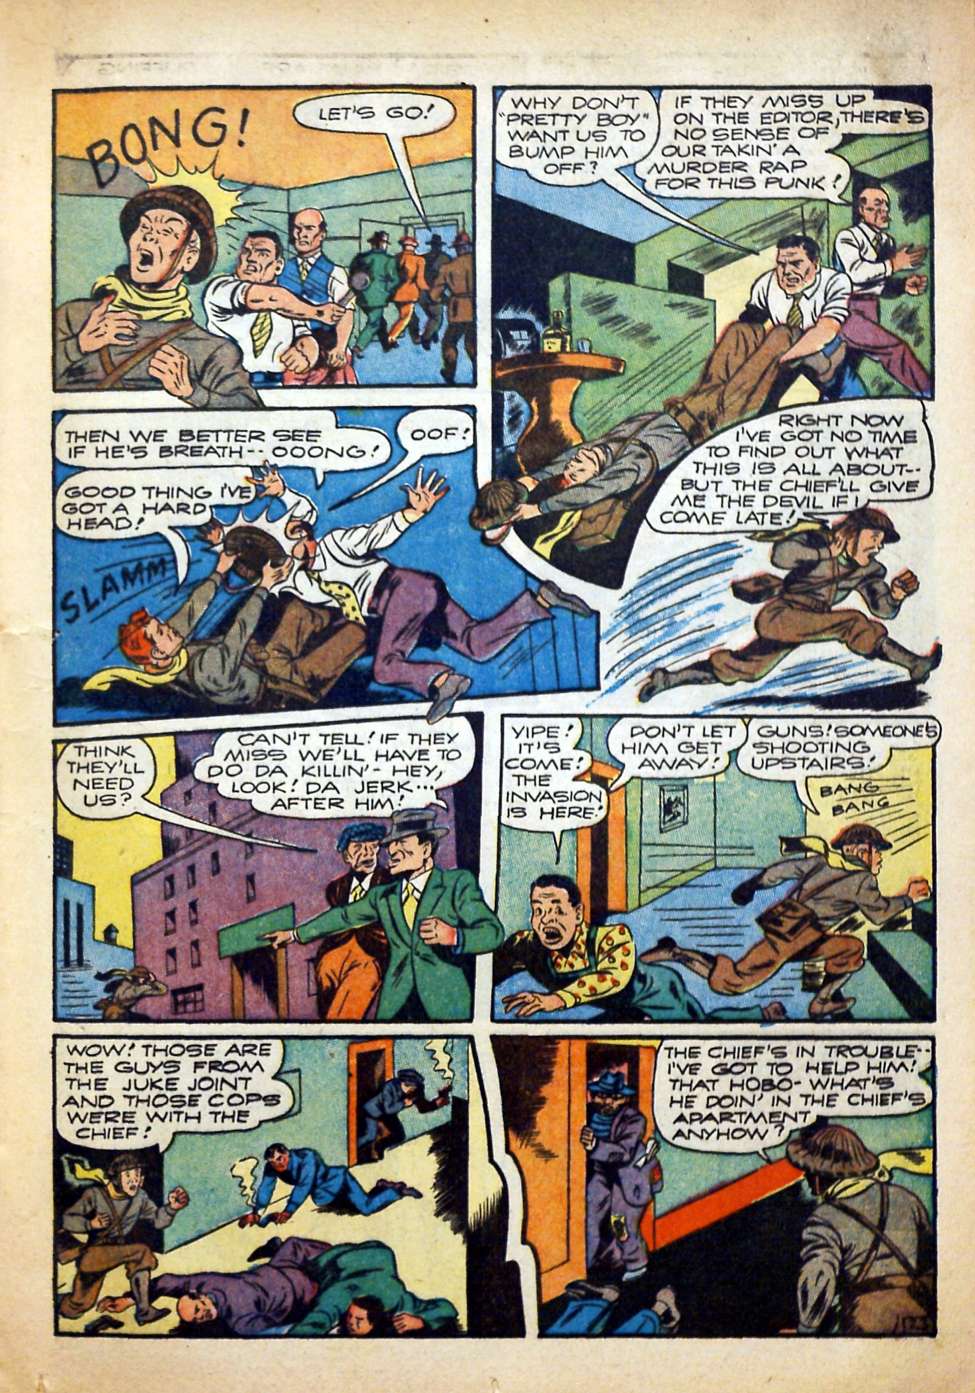 BONG!
LET'S GO!
WHY DON'T
"PRETTY BOY"
WANT US TO
BUMP HIM
OFF?
IF THEY MISS UP
ON THE EDITOR, THERE'S
NO SENSE OF
OUR TAKIN' A
MURDER RAP
FOR THIS PUNK!
THEN WE BETTER SEE
IF HE'S BREATH-- OOONG!
OOF!
GOOD THING I'VE
GOT A HARD
HEAD!
SLAMM
RIGHT NOW
I'VE GOT NO TIME
TO FIND OUT WHAT
THIS IS ALL ABOUT--
BUT THE CHIEF'LL GIVE
ME THE DEVIL IF I
COME LATE!
THINK
THEY'LL
NEED
US?
CAN'T TELL! IF THEY
MISS WE'LL HAVE TO
DO DA KILLIN'- HEY,
LOOK! DA JERK...
AFTER HIM!
YIPE!
IT'S
COME!
THE
INVASION
IS HERE!
DON'T LET
HIM GET
AWAY!
GUNS! SOMEONE'S
SHOOTING
UPSTAIRS!
BANG
BANG
WOW! THOSE ARE
THE GUYS FROM
THE JUKE JOINT
AND THOSE COPS
WERE WITH THE
CHIEF!
THE CHIEF'S IN TROUBLE--
I'VE GOT TO HELP HIM!
THAT HOBO- WHAT'S
HE DOIN' IN THE CHIEF'S
APARTMENT
ANYHOW?